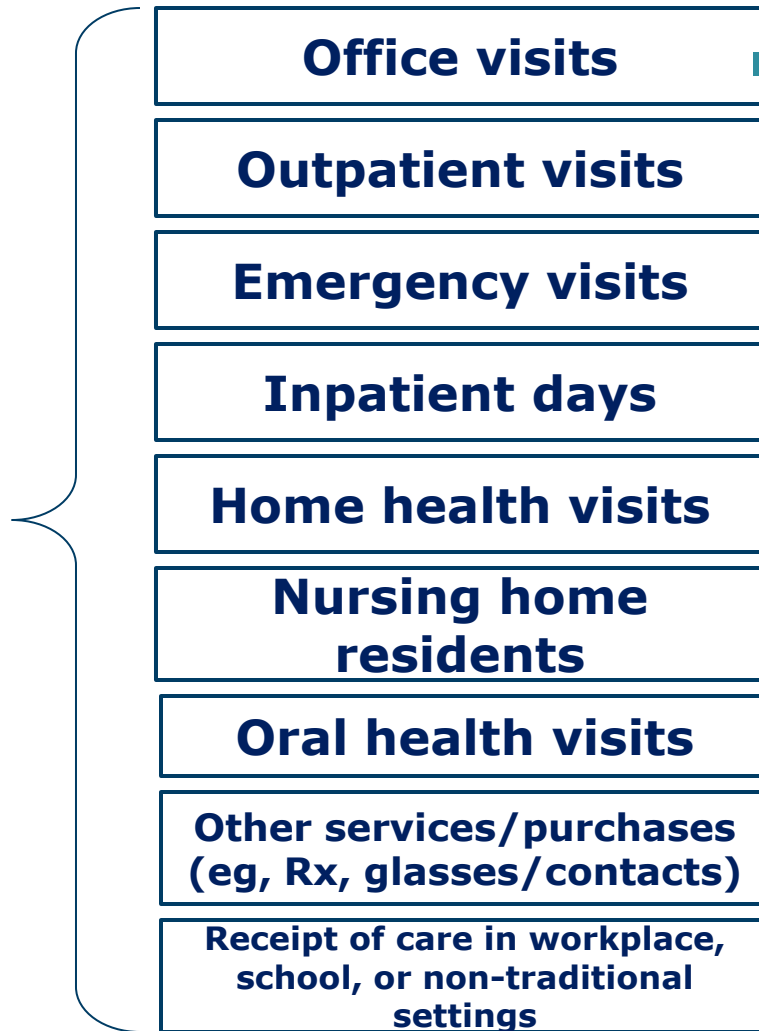 Office visits
Outpatient visits
Emergency visits
Inpatient days
Home health visits
Nursing home
residents
Oral health visits
Other services/purchases
(eg, Rx, glasses/contacts)
Receipt of care in workplace,
school, or non-traditional
settings